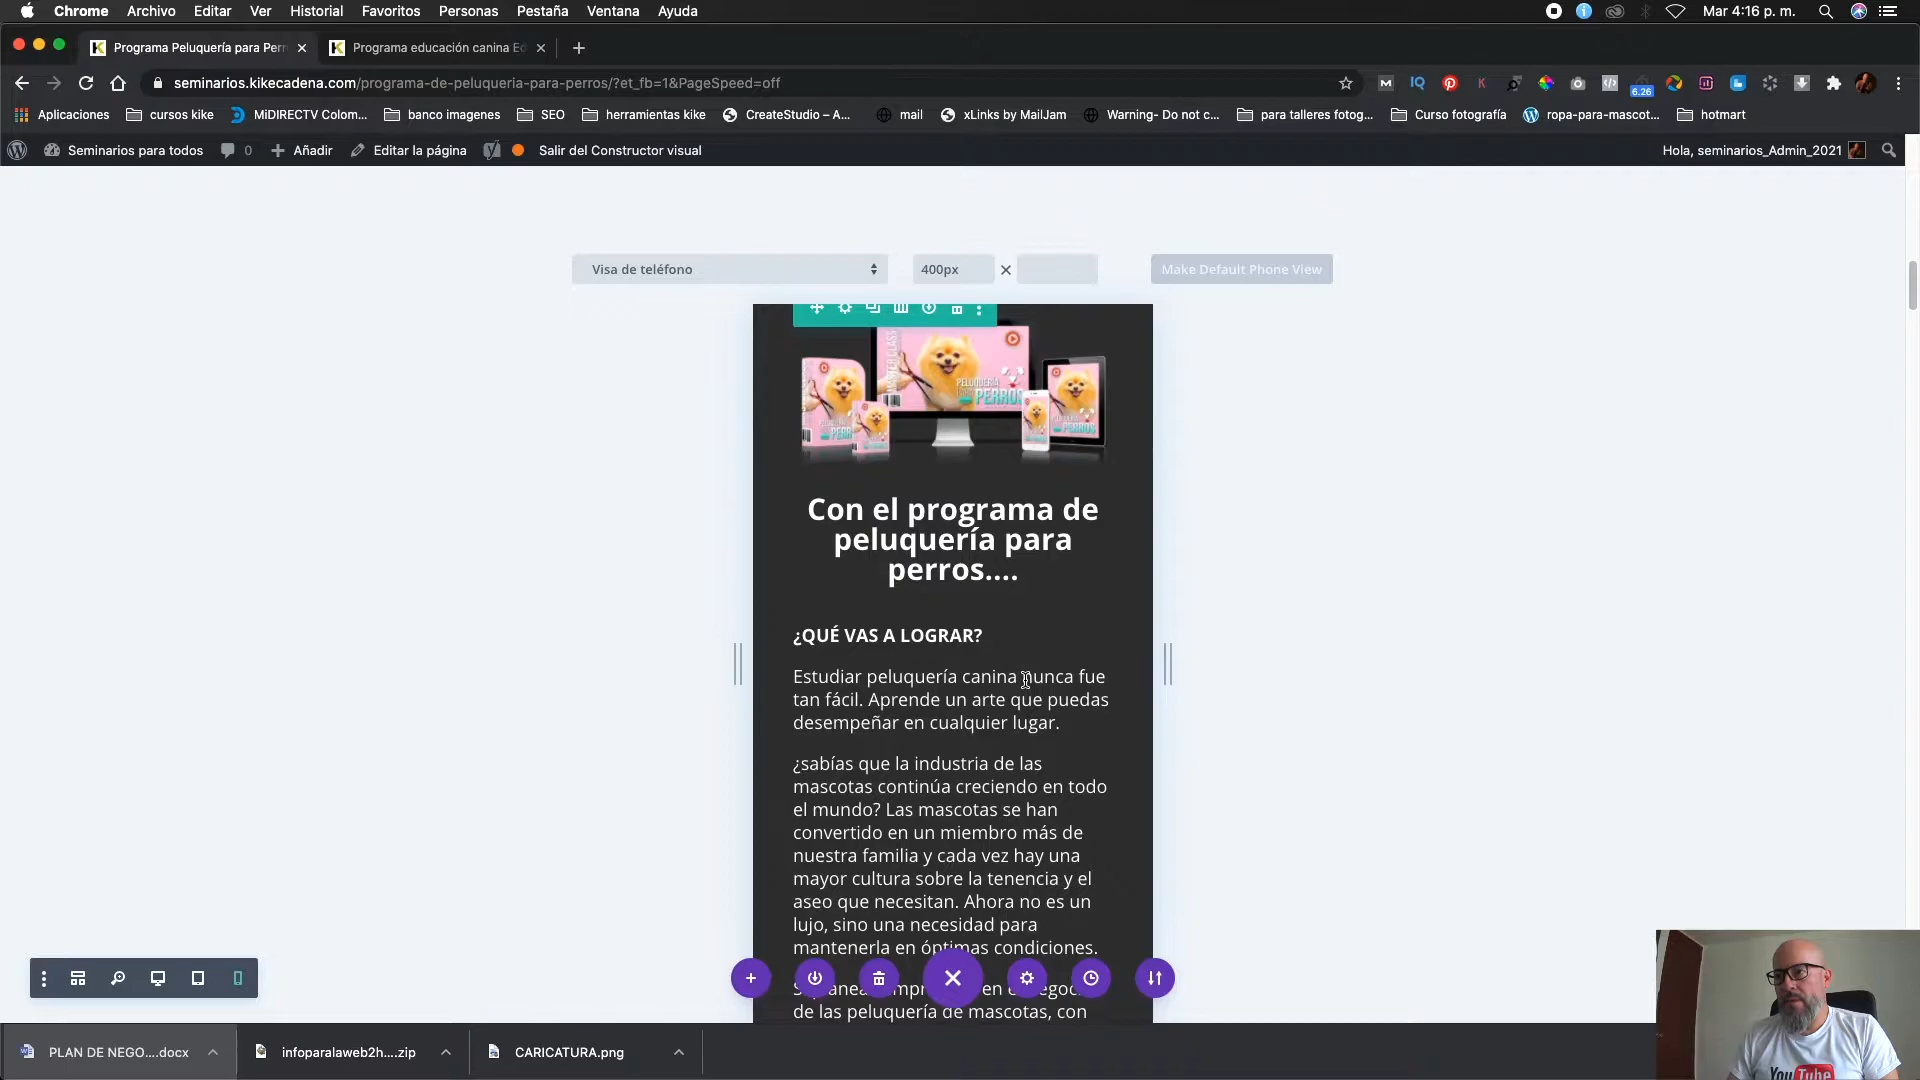 Chrome Archivo Editar Ver Historial Favoritos Personas Pestaña Ventana Ayuda Mar 4:16 p. m.
Programa Peluquería para Perr Programa educación canina Ed
seminarios.kikecadena.com/programa-de-peluqueria-para-perros/?et_fb=1&PageSpeed=off
6.26
Aplicaciones cursos kike MiDIRECTV Colom... banco imagenes SEO herramientas kike CreateStudio – A... mail xLinks by MailJam Warning- Do not c... para talleres fotog... Curso fotografía ropa-para-mascot... hotmart
Seminarios para todos 0 Añadir Editar la página Salir del Constructor visual Hola, seminarios_Admin_2021
Visa de teléfono 400px Make Default Phone View
MASTER CLASS
PELUQUERÍA
PERROS
PERROS
Con el programa de
peluquería para
perros....
¿QUÉ VAS A LOGRAR?
Estudiar peluquería canina nunca fue
tan fácil. Aprende un arte que puedas
desempeñar en cualquier lugar.
¿sabías que la industria de las
mascotas continúa creciendo en todo
el mundo? Las mascotas se han
convertido en un miembro más de
nuestra familia y cada vez hay una
mayor cultura sobre la tenencia y el
aseo que necesitan. Ahora no es un
lujo, sino una necesidad para
mantenerla en óptimas condiciones.
en
de las peluquería de mascotas, con
PLAN DE NEGO....docx infoparalaweb2h....zip CARICATURA.png
YouTube